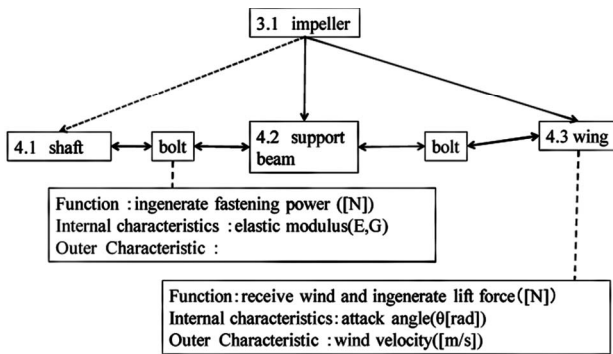 3.1 impeller
4.1 shaft
bolt
4.2 support
beam
bolt
4.3 wing
Function : ingenerate fastening power ([N])
Internal characteristics : elastic modulus(E,G)
Outer Characteristic :
Function : receive wind and ingenerate lift force([N])
Internal characteristics : attack angle(θ[rad])
Outer Characteristic : wind velocity([m/s])